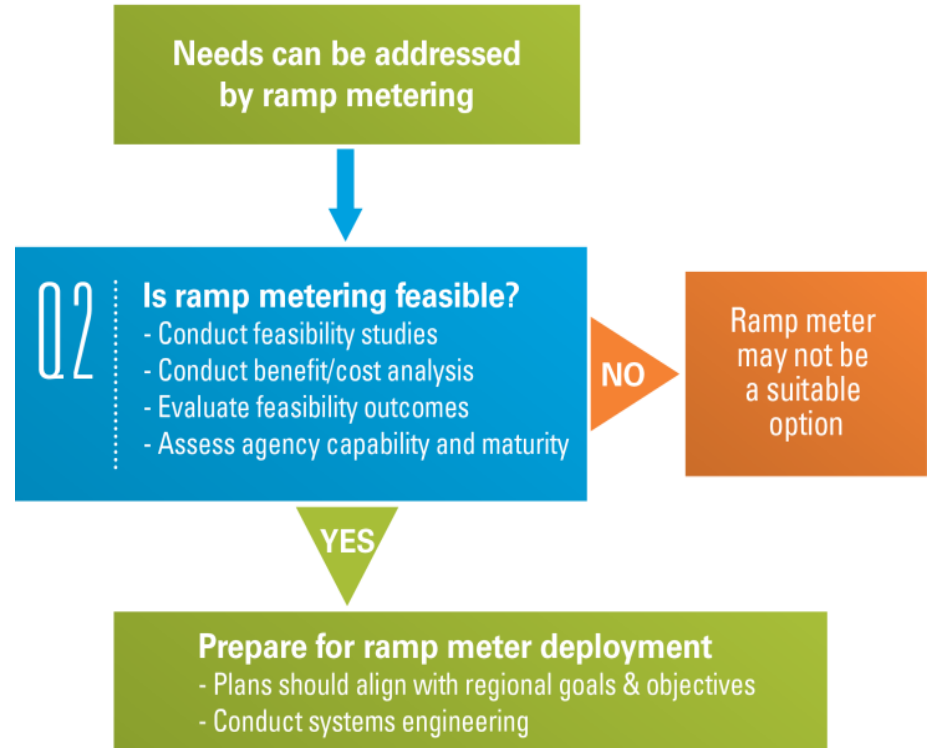 Needs can be addressed
by ramp metering
Q2
Is ramp metering feasible?
- Conduct feasibility studies
- Conduct benefit/cost analysis
- Evaluate feasibility outcomes
- Assess agency capability and maturity
NO
Ramp meter
may not be
a suitable
option
YES
Prepare for ramp meter deployment
- Plans should align with regional goals & objectives
- Conduct systems engineering